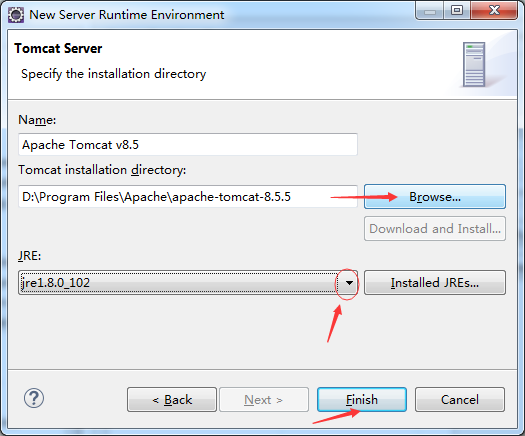 New Server Runtime Environment
Tomcat Server
Specify the installation directory
Name:
Apache Tomcat v8.5
Tomcat installation directory:
D:\Program Files\Apache\apache-tomcat-8.5.5
Browse...
Download and Install...
JRE:
jre1.8.0_102
Installed JREs...
?
< Back
Next >
Finish
Cancel